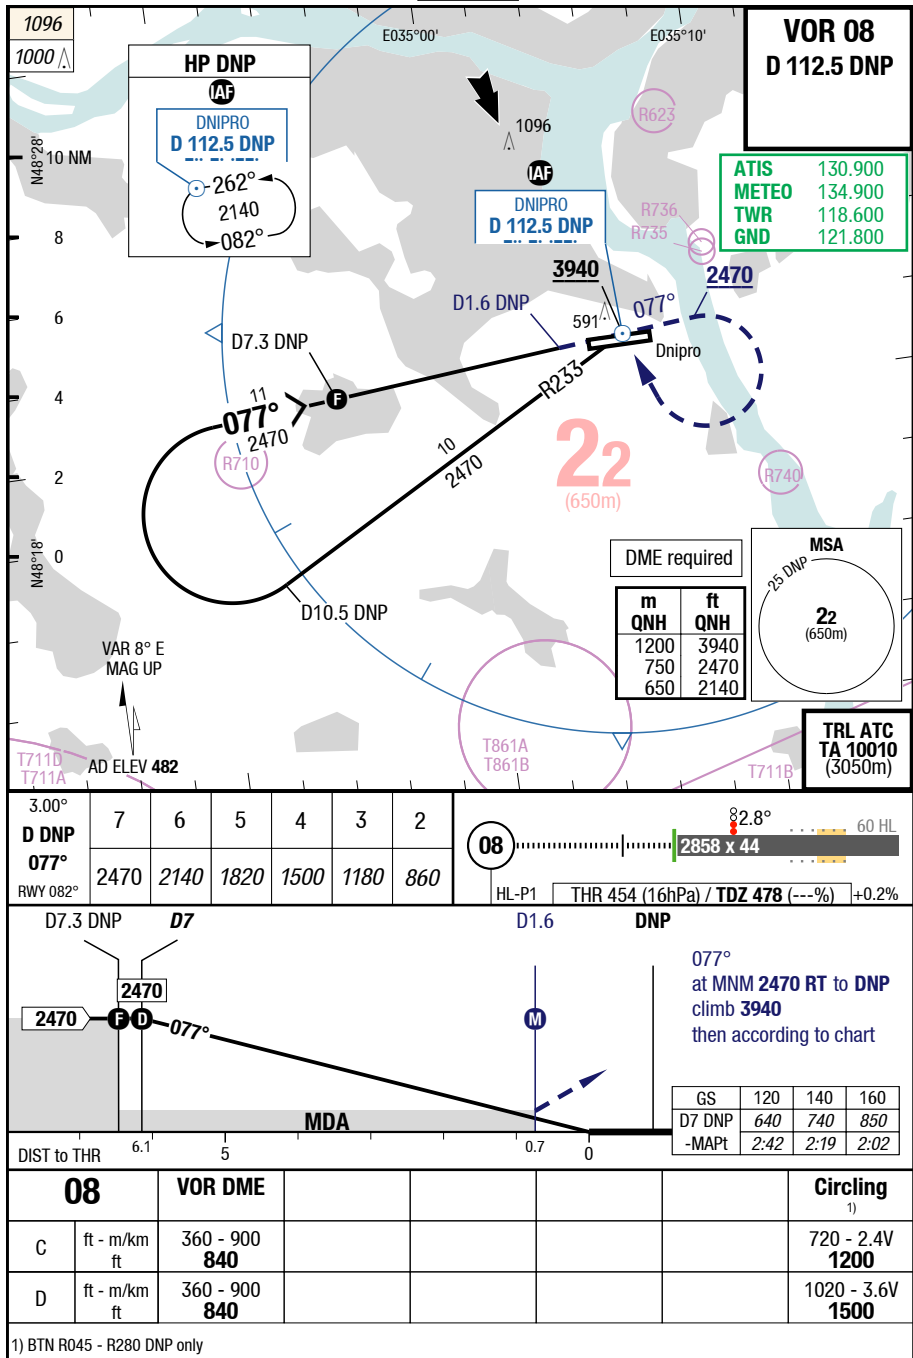 1096
1000
E035°00'
E035°10'
VOR 08
D 112.5 DNP
HP DNP
IAF
DNIPRO
D 112.5 DNP
262°
2140
082°
N48°28'
10 NM
8
6
4
2
0
N48°18'
1096
IAF
DNIPRO
D 112.5 DNP
R623
R736
R735
ATIS 130.900
METEO 134.900
TWR 118.600
GND 121.800
3940
2470
D1.6 DNP
591
077°
Dnipro
D7.3 DNP
F
R233
11
077°
2470
R710
10
2470
22
(650m)
R740
D10.5 DNP
DME required
m ft
QNH QNH
1200 3940
750 2470
650 2140
MSA
25 DNP
22
(650m)
VAR 8° E
MAG UP
AD ELEV 482
T711D
T711A
T861A
T861B
T711B
TRL ATC
TA 10010
(3050m)
3.00°
D DNP 7 6 5 4 3 2
077°
RWY 082° 2470 2140 1820 1500 1180 860
08
2.8°
60 HL
2858 x 44
HL-P1
THR 454 (16hPa) / TDZ 478 (---%)
+0.2%
D7.3 DNP D7 D1.6 DNP
2470
2470
F D
077°
M
MDA
077°
at MNM 2470 RT to DNP
climb 3940
then according to chart
GS 120 140 160
D7 DNP 640 740 850
-MAPt 2:42 2:19 2:02
DIST to THR 6.1 5 0.7 0
08 VOR DME Circling
1)
C ft - m/km 360 - 900 720 - 2.4V
ft 840 1200
D ft - m/km 360 - 900 1020 - 3.6V
ft 840 1500
1) BTN R045 - R280 DNP only